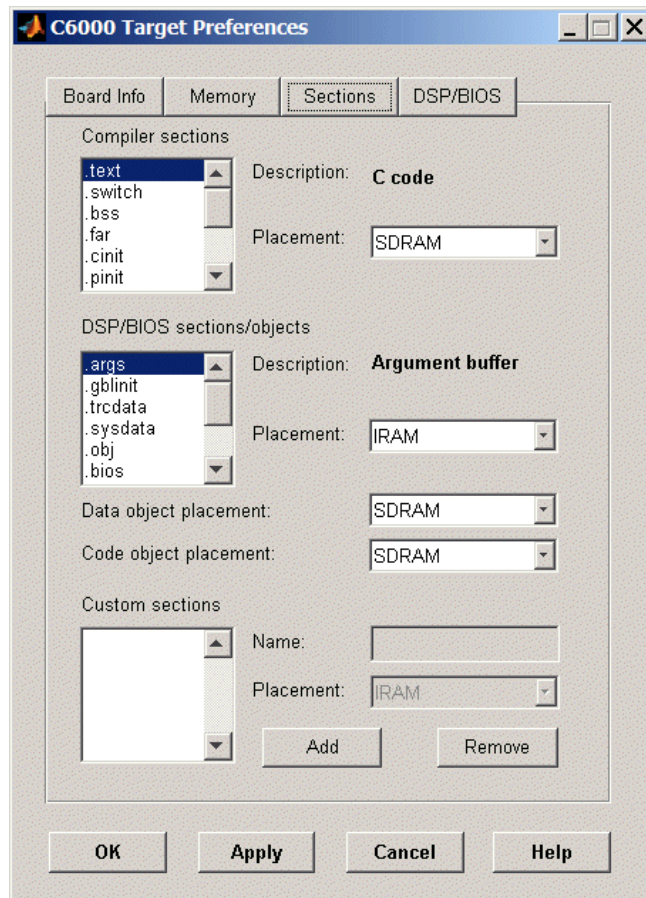 C6000 Target Preferences
Board Info Memory Sections DSP/BIOS
Compiler sections
.text
.switch
.bss
.far
.cinit
.pinit
Description: C code
Placement: SDRAM
DSP/BIOS sections/objects
.args
.gblinit
.trcdata
.sysdata
.obj
.bios
Description: Argument buffer
Placement: IRAM
Data object placement: SDRAM
Code object placement: SDRAM
Custom sections
Name:
Placement: IRAM
Add Remove
OK Apply Cancel Help